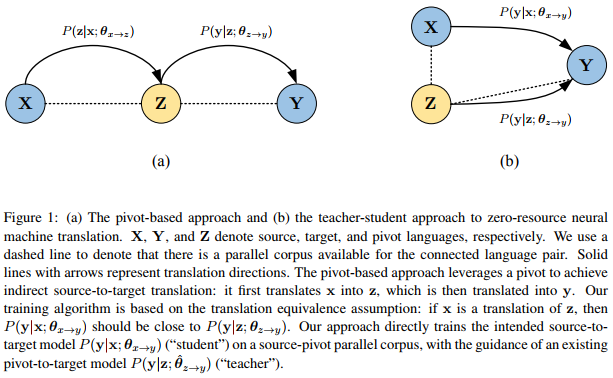 P(z|x; θx→z)
P(y|z; θz→y)
X
Z
Y
(a)
P(y|x; θx→y)
X
Y
Z
P(y|z; θz→y)
(b)
Figure 1: (a) The pivot-based approach and (b) the teacher-student approach to zero-resource neural
machine translation. X, Y, and Z denote source, target, and pivot languages, respectively. We use a
dashed line to denote that there is a parallel corpus available for the connected language pair. Solid
lines with arrows represent translation directions. The pivot-based approach leverages a pivot to achieve
indirect source-to-target translation: it first translates x into z, which is then translated into y. Our
training algorithm is based on the translation equivalence assumption: if x is a translation of z, then
P(y|x; θx→y) should be close to P(y|z; θz→y). Our approach directly trains the intended source-to-
target model P(y|x; θx→y) (“student”) on a source-pivot parallel corpus, with the guidance of an existing
pivot-to-target model P(y|z; θ̂z→y) (“teacher”).